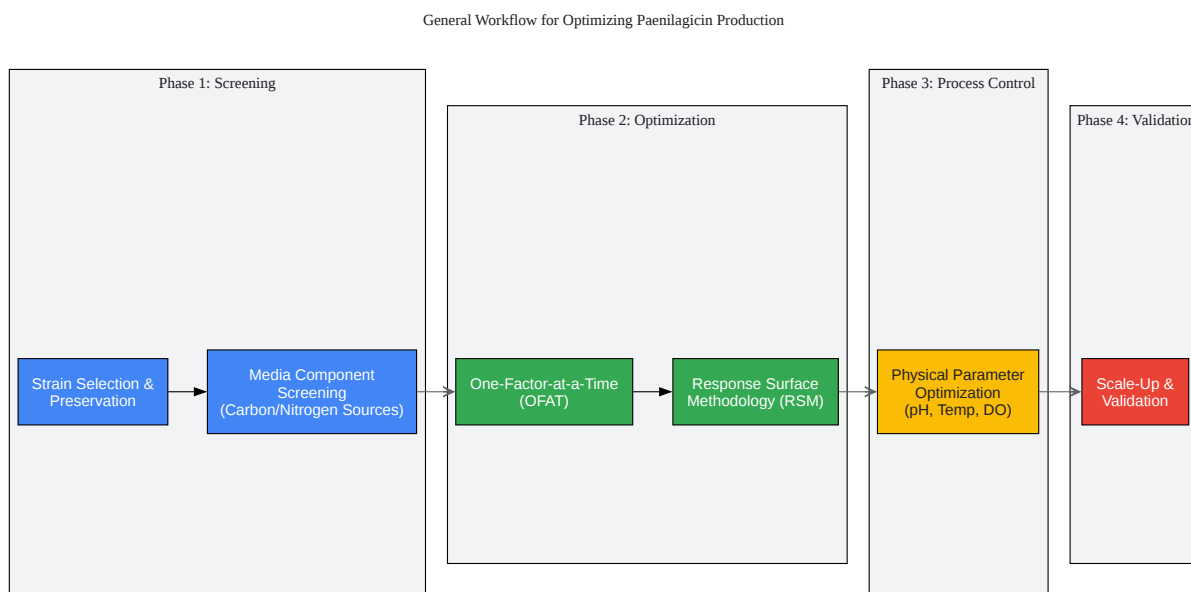 General Workflow for Optimizing Paenilagicin Production
Phase 1: Screening
Strain Selection &
Preservation
Media Component
Screening
(Carbon/Nitrogen Sources)
Phase 2: Optimization
One-Factor-at-a-Time
(OFAT)
Response Surface
Methodology (RSM)
Phase 3: Process Control
Physical Parameter
Optimization
(pH, Temp, DO)
Phase 4: Validation
Scale-Up &
Validation